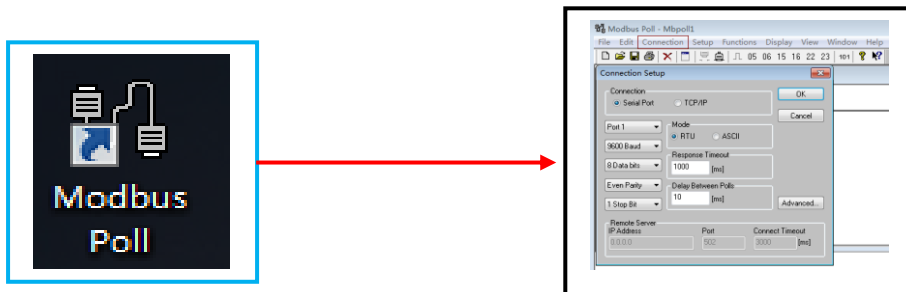 Modbus
Poll
Modbus Poll - Mbpoll1
File Edit Connection Setup Functions Display View Window Help
05 06 15 16 22 23 101
Connection Setup
Connection
Serial Port TCP/IP
OK
Cancel
Port 1
Mode
RTU ASCII
9600 Baud
Response Timeout
8 Data bits
1000 [ms]
Even Parity
Delay Between Polls
10 [ms]
1 Stop Bit
Advanced...
Remote Server
IP Address Port Connect Timeout
0.0.0.0 502 3000 [ms]